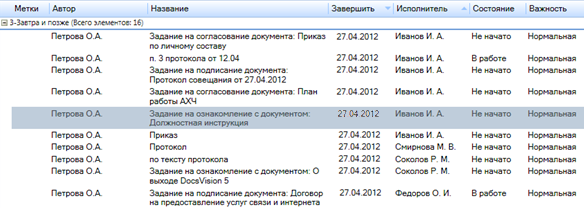 Метки Автор Название Завершить Исполнитель Состояние Важность
3-Завтра и позже (Всего элементов: 16)
Петрова О.А. Задание на согласование документа: Приказ 27.04.2012 Иванов И. А. Не начато Нормальная
по личному составу
Петрова О.А. п. 3 протокола от 12.04 27.04.2012 Иванов И. А. В работе Нормальная
Петрова О.А. Задание на подписание документа: 27.04.2012 Иванов И. А. Не начато Нормальная
Протокол совещания от 27.04.2012
Петрова О.А. Задание на согласование документа: План 27.04.2012 Иванов И. А. Не начато Нормальная
работы АХЧ
Петрова О.А. Задание на ознакомление с документом: 27.04.2012 Иванов И. А. Не начато Нормальная
Должностная инструкция
Петрова О.А. Приказ 27.04.2012 Иванов И. А. Не начато Нормальная
Петрова О.А. Протокол 27.04.2012 Смирнова М. В. Не начато Нормальная
Петрова О.А. по тексту протокола 27.04.2012 Соколов Р. М. Не начато Нормальная
Петрова О.А. Задание на ознакомление с документом: О 27.04.2012 Соколов Р. М. Не начато Нормальная
выходе DocsVision 5
Петрова О.А. Задание на подписание документа: Договор 27.04.2012 Федоров О. И. В работе Нормальная
на предоставление услуг связи и интернета